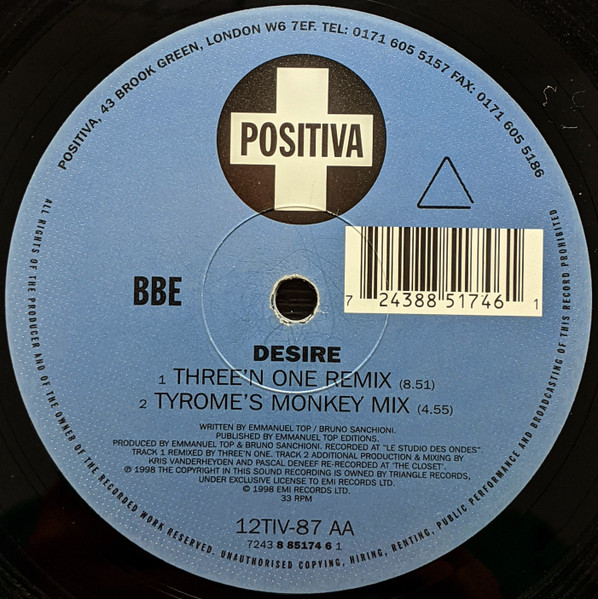 POSITIVA, 43 BROOK GREEN, LONDON W6 7EF. TEL: 0171 605 5157 FAX: 0171 605 5186
POSITIVA
7 24388 51746 1
BBE
DESIRE
1 THREE'N ONE REMIX (8.51)
2 TYROME'S MONKEY MIX (4.55)
WRITTEN BY EMMANUEL TOP / BRUNO SANCHIONI.
PUBLISHED BY EMMANUEL TOP EDITIONS.
PRODUCED BY EMMANUEL TOP & BRUNO SANCHIONI. RECORDED AT "LE STUDIO DES ONDES"
TRACK 1 REMIXED BY THREE'N ONE. TRACK 2 ADDITIONAL PRODUCTION & MIXING BY
KRIS VANDERHEYDEN AND PASCAL DENEEF RE-RECORDED AT 'THE CLOSET'.
℗ 1998 THE COPYRIGHT IN THIS SOUND RECORDING IS OWNED BY TRIANGLE RECORDS,
UNDER EXCLUSIVE LICENSE TO EMI RECORDS LTD.
© 1998 EMI RECORDS LTD.
33 RPM
12TIV-87 AA
7243 8 85174 6 1
ALL RIGHTS OF THE PRODUCER AND OF THE OWNER OF THE RECORDED WORK RESERVED. UNAUTHORISED COPYING, HIRING, RENTING, PUBLIC PERFORMANCE AND BROADCASTING OF THIS RECORD PROHIBITED